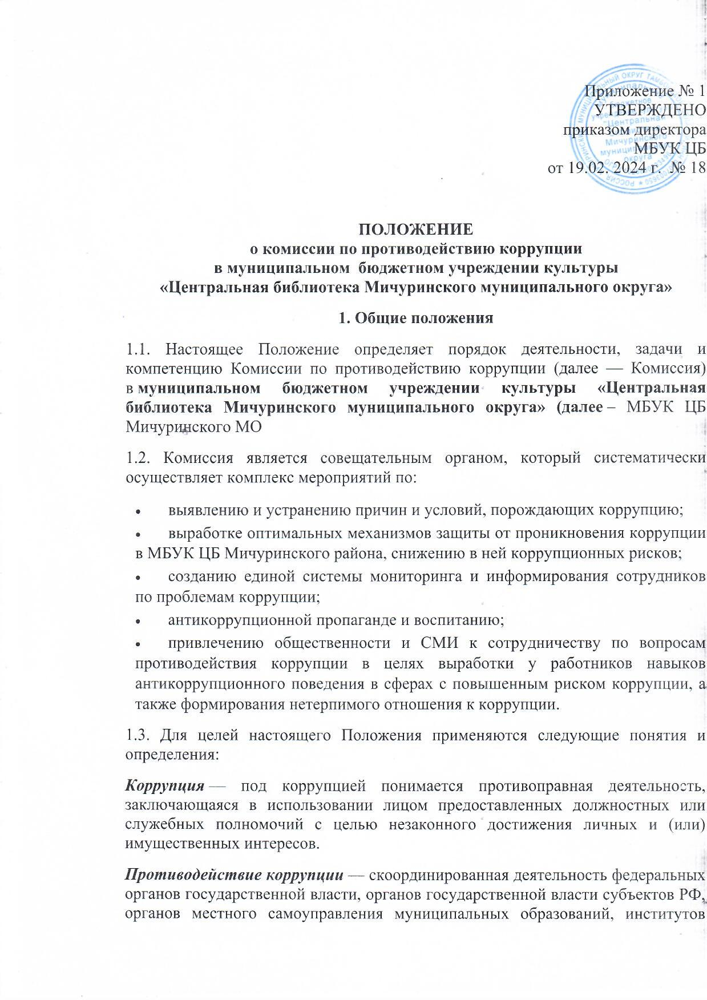 Приложение № 1
УТВЕРЖДЕНО
приказом директора
МБУК ЦБ
от 19.02. 2024 г. № 18
ПОЛОЖЕНИЕ
о комиссии по противодействию коррупции
в муниципальном бюджетном учреждении культуры
«Центральная библиотека Мичуринского муниципального округа»
1. Общие положения
1.1. Настоящее Положение определяет порядок деятельности, задачи и
компетенцию Комиссии по противодействию коррупции (далее — Комиссия)
в муниципальном бюджетном учреждении культуры «Центральная
библиотека Мичуринского муниципального округа» (далее – МБУК ЦБ
Мичуринского МО
1.2. Комиссия является совещательным органом, который систематически
осуществляет комплекс мероприятий по:
• выявлению и устранению причин и условий, порождающих коррупцию;
• выработке оптимальных механизмов защиты от проникновения коррупции
в МБУК ЦБ Мичуринского района, снижению в ней коррупционных рисков;
• созданию единой системы мониторинга и информирования сотрудников
по проблемам коррупции;
• антикоррупционной пропаганде и воспитанию;
• привлечению общественности и СМИ к сотрудничеству по вопросам
противодействия коррупции в целях выработки у работников навыков
антикоррупционного поведения в сферах с повышенным риском коррупции, а
также формирования нетерпимого отношения к коррупции.
1.3. Для целей настоящего Положения применяются следующие понятия и
определения:
Коррупция — под коррупцией понимается противоправная деятельность,
заключающаяся в использовании лицом предоставленных должностных или
служебных полномочий с целью незаконного достижения личных и (или)
имущественных интересов.
Противодействие коррупции — скоординированная деятельность федеральных
органов государственной власти, органов государственной власти субъектов РФ,
органов местного самоуправления муниципальных образований, институтов